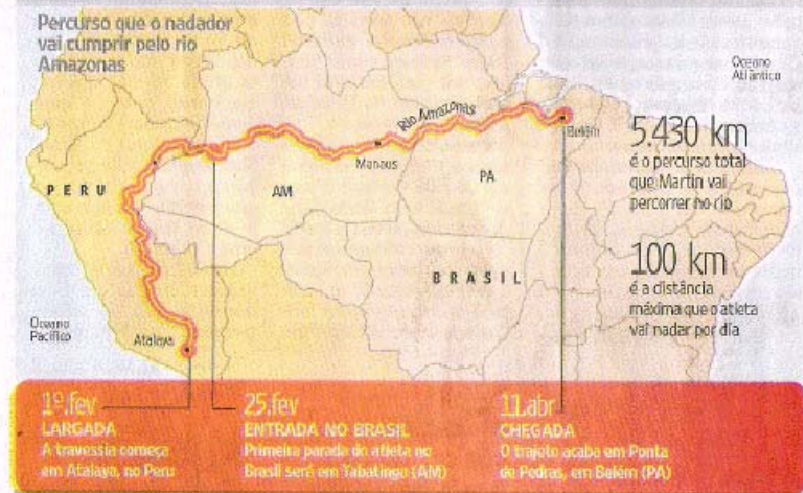 Percurso que o nadador
vai cumprir pelo rio
Amazonas
Oceano
Atlântico
Rio Amazonas
Belém
Manaus
PERU
AM
PA
BRASIL
5.430 km
é o percurso total
que Martin vai
percorrer no rio
100 km
é a distância
máxima que o atleta
vai nadar por dia
Oceano
Pacífico
Atalaya
1º.fev
LARGADA
A travessia começa
em Atalaya, no Peru
25.fev
ENTRADA NO BRASIL
Primeira parada do atleta no
Brasil será em Tabatinga (AM)
11.abr
CHEGADA
O trajeto acaba em Ponta
de Pedras, em Belém (PA)